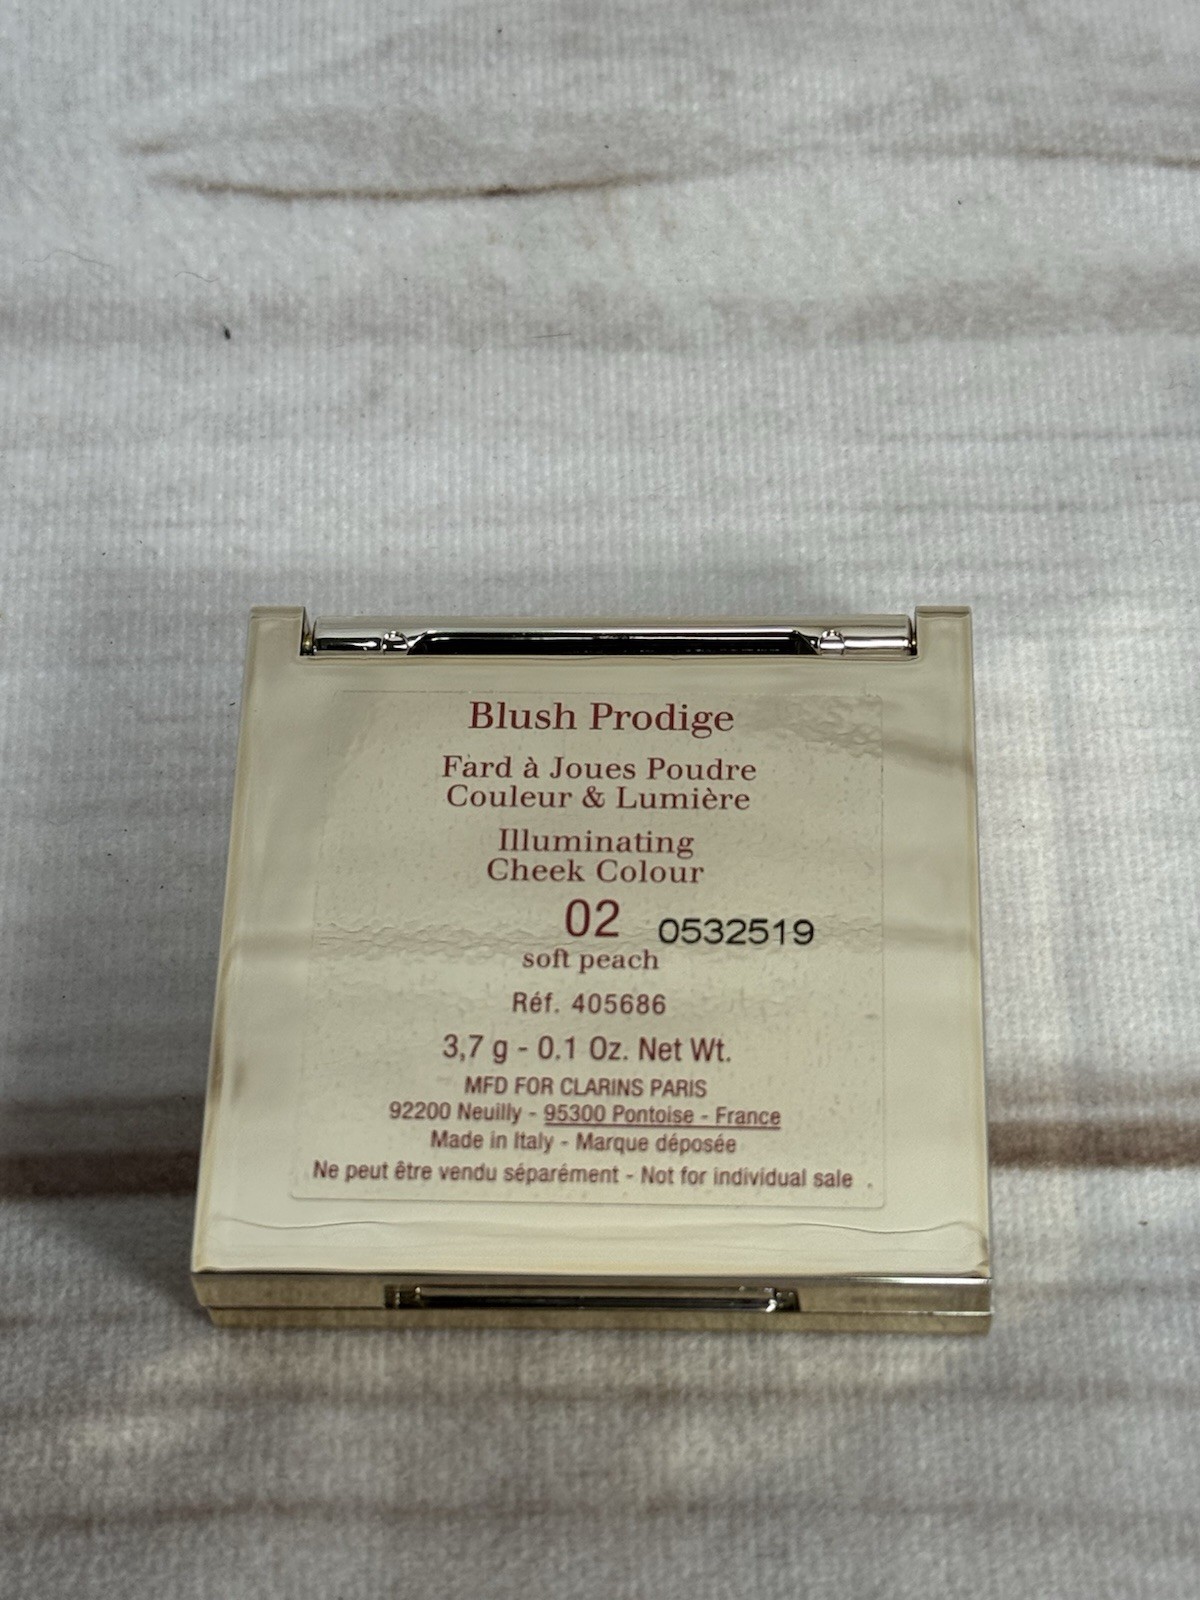 Blush Prodige
Fard à Joues Poudre
Couleur & Lumière
Illuminating
Cheek Colour
02 0532519
soft peach
Réf. 405686
3,7 g - 0.1 Oz. Net Wt.
MFD FOR CLARINS PARIS
92200 Neuilly - 95300 Pontoise - France
Made in Italy - Marque déposée
Ne peut être vendu séparément - Not for individual sale .